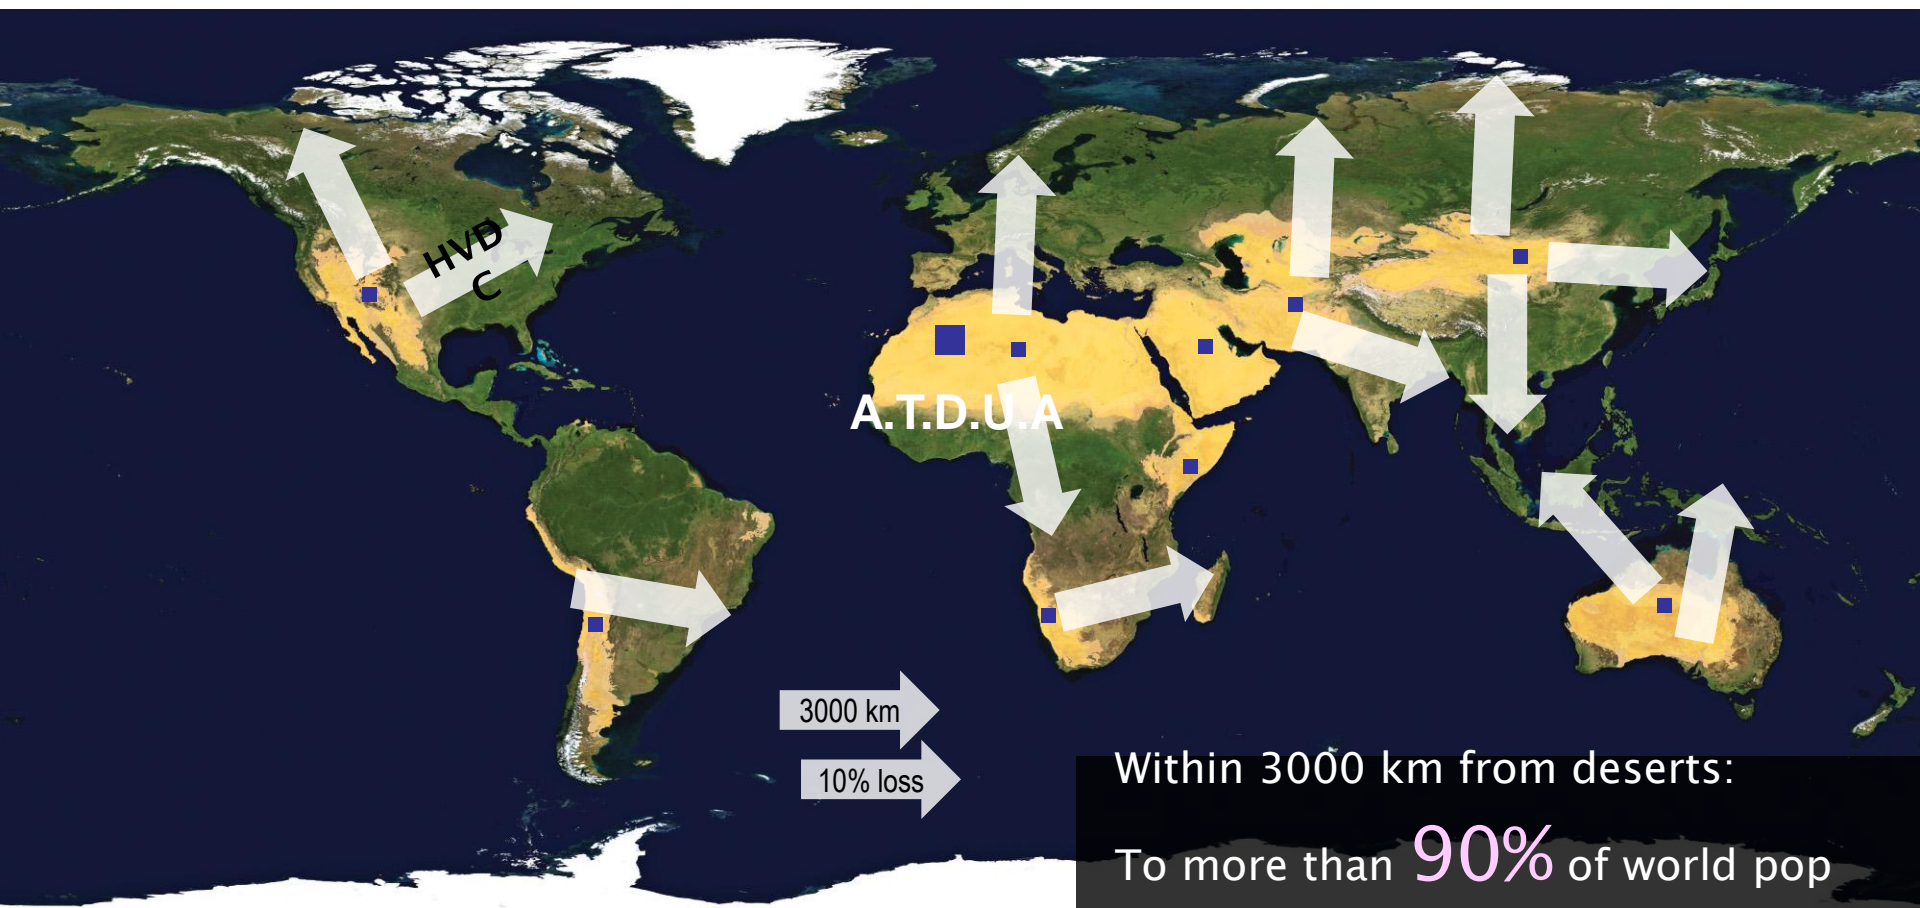 HVD
C
A.T.D.U.A
3000 km
10% loss
Within 3000 km from deserts:
To more than 90% of world pop